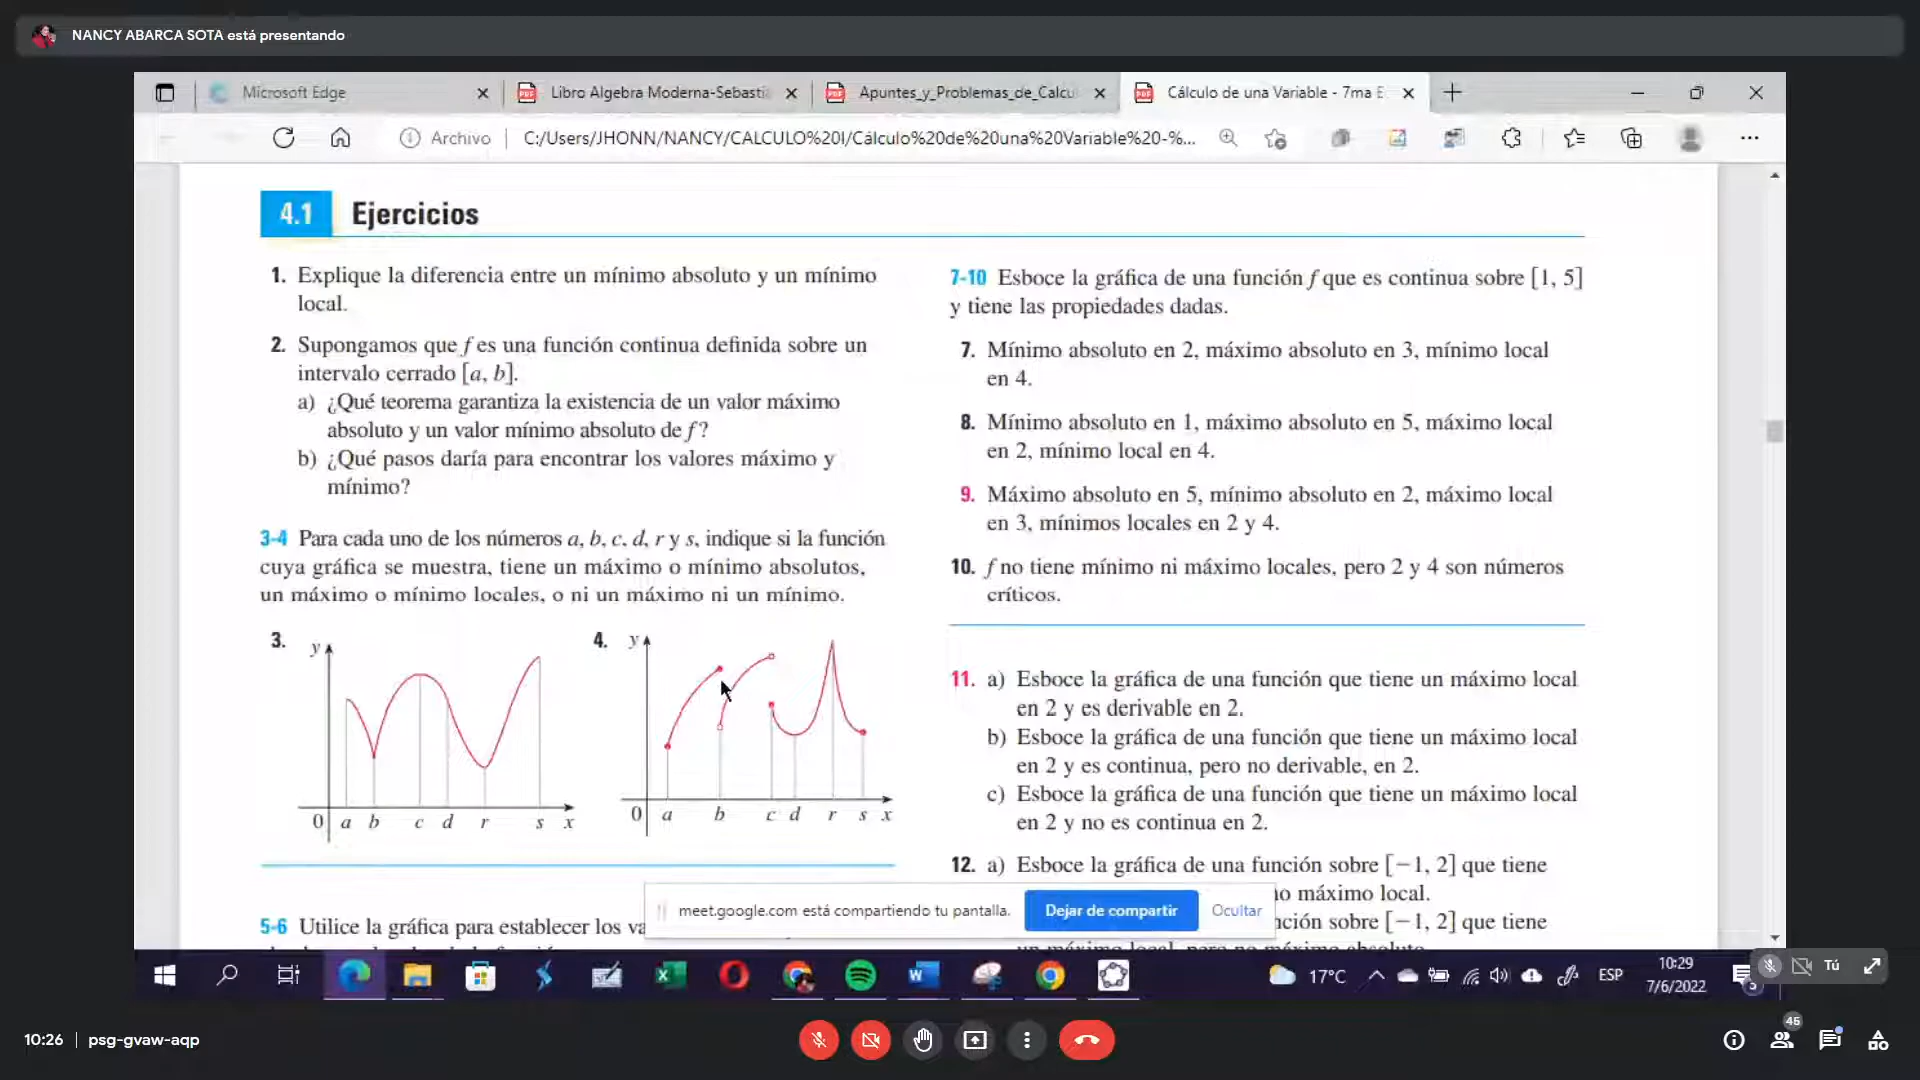 NANCY ABARCA SOTA está presentando
Microsoft Edge
Libro Algebra Moderna-Sebastia
Apuntes_y_Problemas_de_Calcu
Cálculo de una Variable - 7ma E
Archivo
C:/Users/JHONN/NANCY/CALCULO%20I/Cálculo%20de%20una%20Variable%20-%...
4.1 Ejercicios
1. Explique la diferencia entre un mínimo absoluto y un mínimo
local.
2. Supongamos que f es una función continua definida sobre un
intervalo cerrado [a, b].
a) ¿Qué teorema garantiza la existencia de un valor máximo
absoluto y un valor mínimo absoluto de f?
b) ¿Qué pasos daría para encontrar los valores máximo y
mínimo?
3-4 Para cada uno de los números a, b, c, d, r y s, indique si la función
cuya gráfica se muestra, tiene un máximo o mínimo absolutos,
un máximo o mínimo locales, o ni un máximo ni un mínimo.
3.
y
0 a b c d r s x
4.
y
0 a b c d r s x
5-6 Utilice la gráfica para establecer los va
7-10 Esboce la gráfica de una función f que es continua sobre [1, 5]
y tiene las propiedades dadas.
7. Mínimo absoluto en 2, máximo absoluto en 3, mínimo local
en 4.
8. Mínimo absoluto en 1, máximo absoluto en 5, máximo local
en 2, mínimo local en 4.
9. Máximo absoluto en 5, mínimo absoluto en 2, máximo local
en 3, mínimos locales en 2 y 4.
10. f no tiene mínimo ni máximo locales, pero 2 y 4 son números
críticos.
11. a) Esboce la gráfica de una función que tiene un máximo local
en 2 y es derivable en 2.
b) Esboce la gráfica de una función que tiene un máximo local
en 2 y es continua, pero no derivable, en 2.
c) Esboce la gráfica de una función que tiene un máximo local
en 2 y no es continua en 2.
12. a) Esboce la gráfica de una función sobre [−1, 2] que tiene
no máximo local.
nción sobre [−1, 2] que tiene
un máximo local, pero no máximo absoluto
meet.google.com está compartiendo tu pantalla.
Dejar de compartir
Ocultar
17°C
ESP
10:29
7/6/2022
5
Tú
10:26 | psg-gvaw-aqp
45